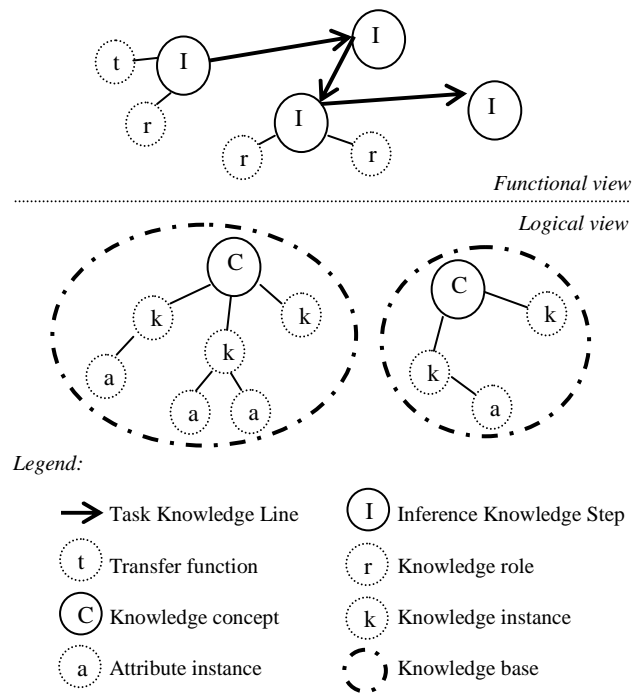 I
t
I
r
I
I
r
r
Functional view
Logical view
C
k
k
k
a
a
a
C
k
k
a
Legend:
Task Knowledge Line
I Inference Knowledge Step
t Transfer function
r Knowledge role
C Knowledge concept
k Knowledge instance
a Attribute instance
Knowledge base